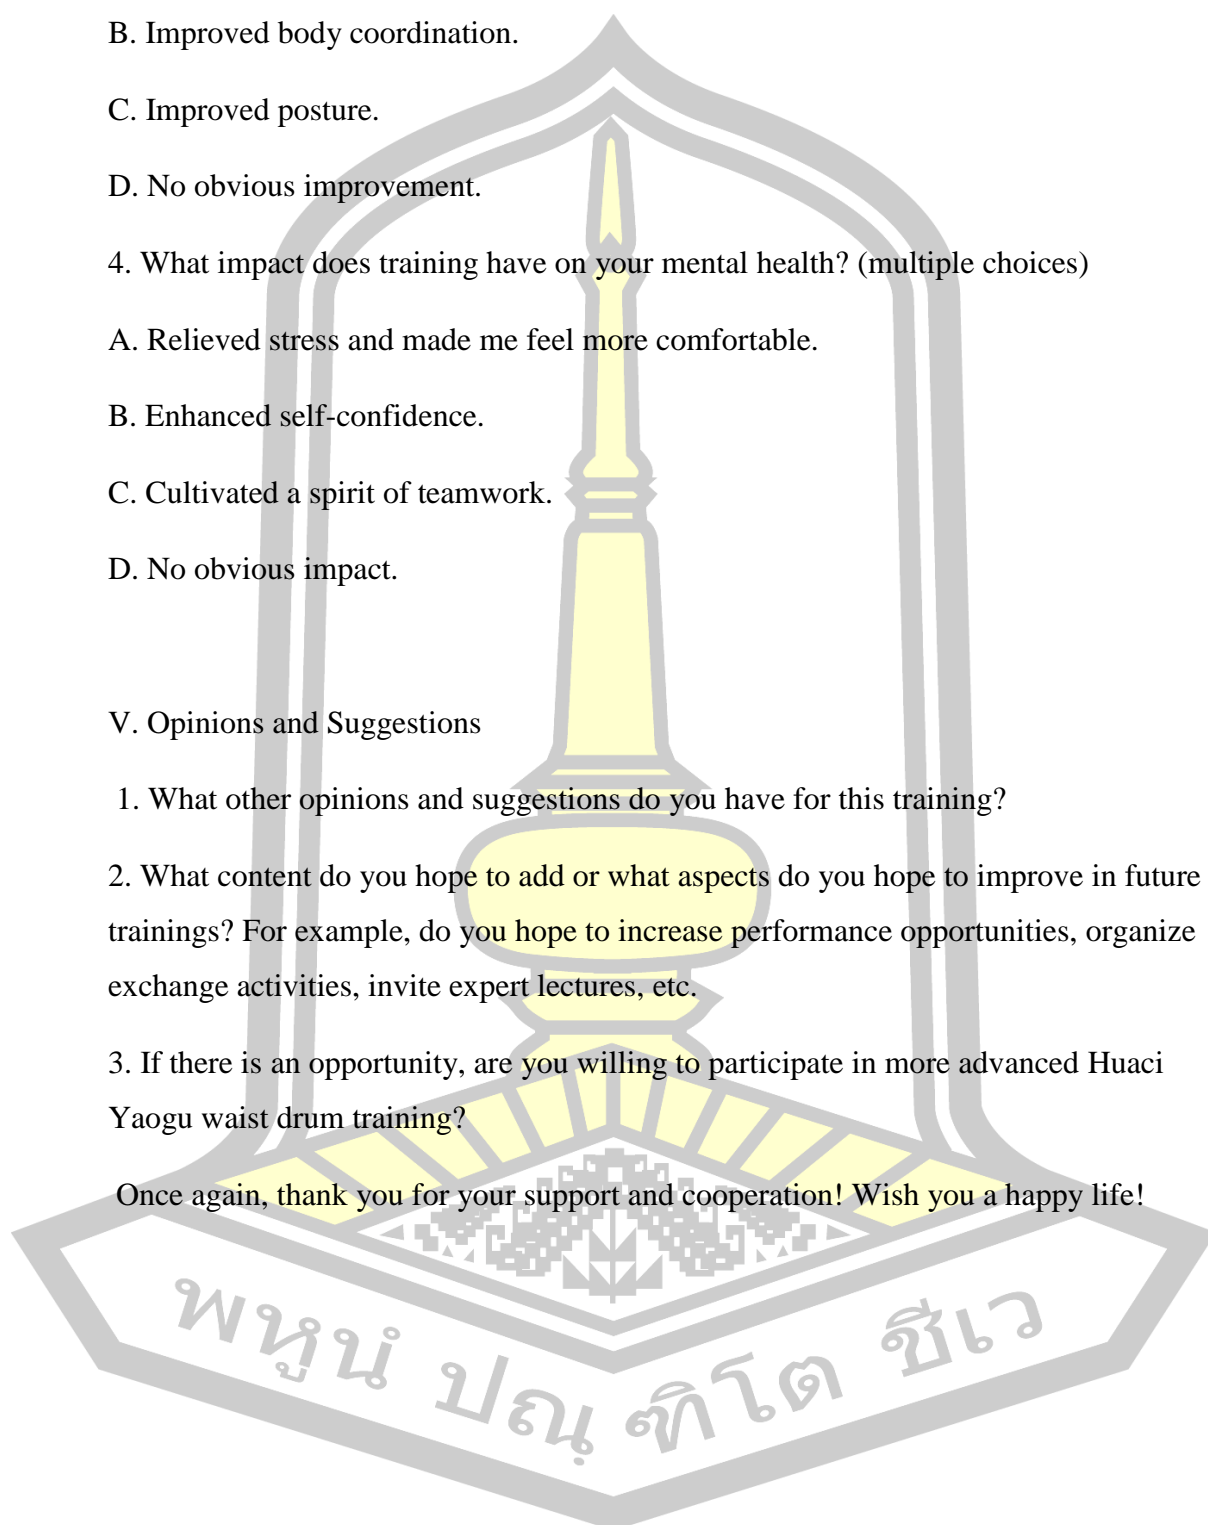 B. Improved body coordination.
C. Improved posture.
D. No obvious improvement.
4. What impact does training have on your mental health? (multiple choices)
A. Relieved stress and made me feel more comfortable.
B. Enhanced self-confidence.
C. Cultivated a spirit of teamwork.
D. No obvious impact.
V. Opinions and Suggestions
1. What other opinions and suggestions do you have for this training?
2. What content do you hope to add or what aspects do you hope to improve in future
trainings? For example, do you hope to increase performance opportunities, organize
exchange activities, invite expert lectures, etc.
3. If there is an opportunity, are you willing to participate in more advanced Huaci
Yaogu waist drum training?
Once again, thank you for your support and cooperation! Wish you a happy life!
พหูนํ ปณฺฑิโต ชีเว